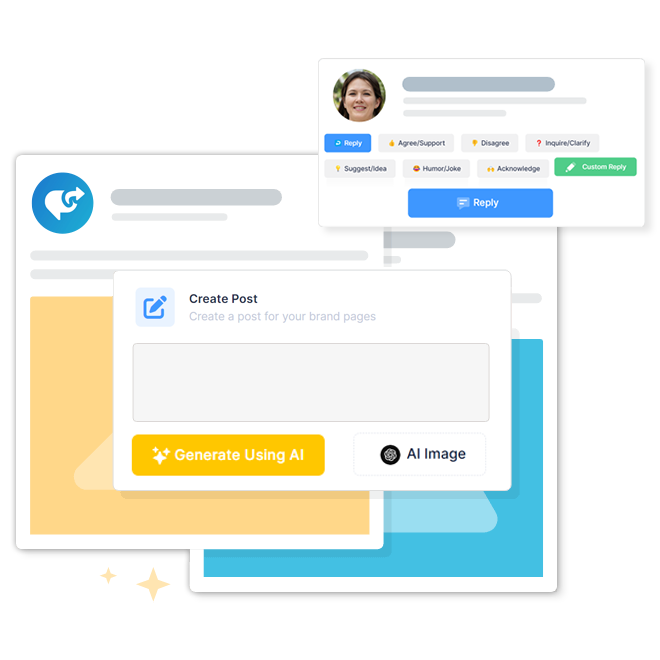 Reply Agree/Support Disagree Inquire/Clarify
Suggest/Idea Humor/Joke Acknowledge Custom Reply
Reply
Create Post
Create a post for your brand pages
Generate Using AI AI Image